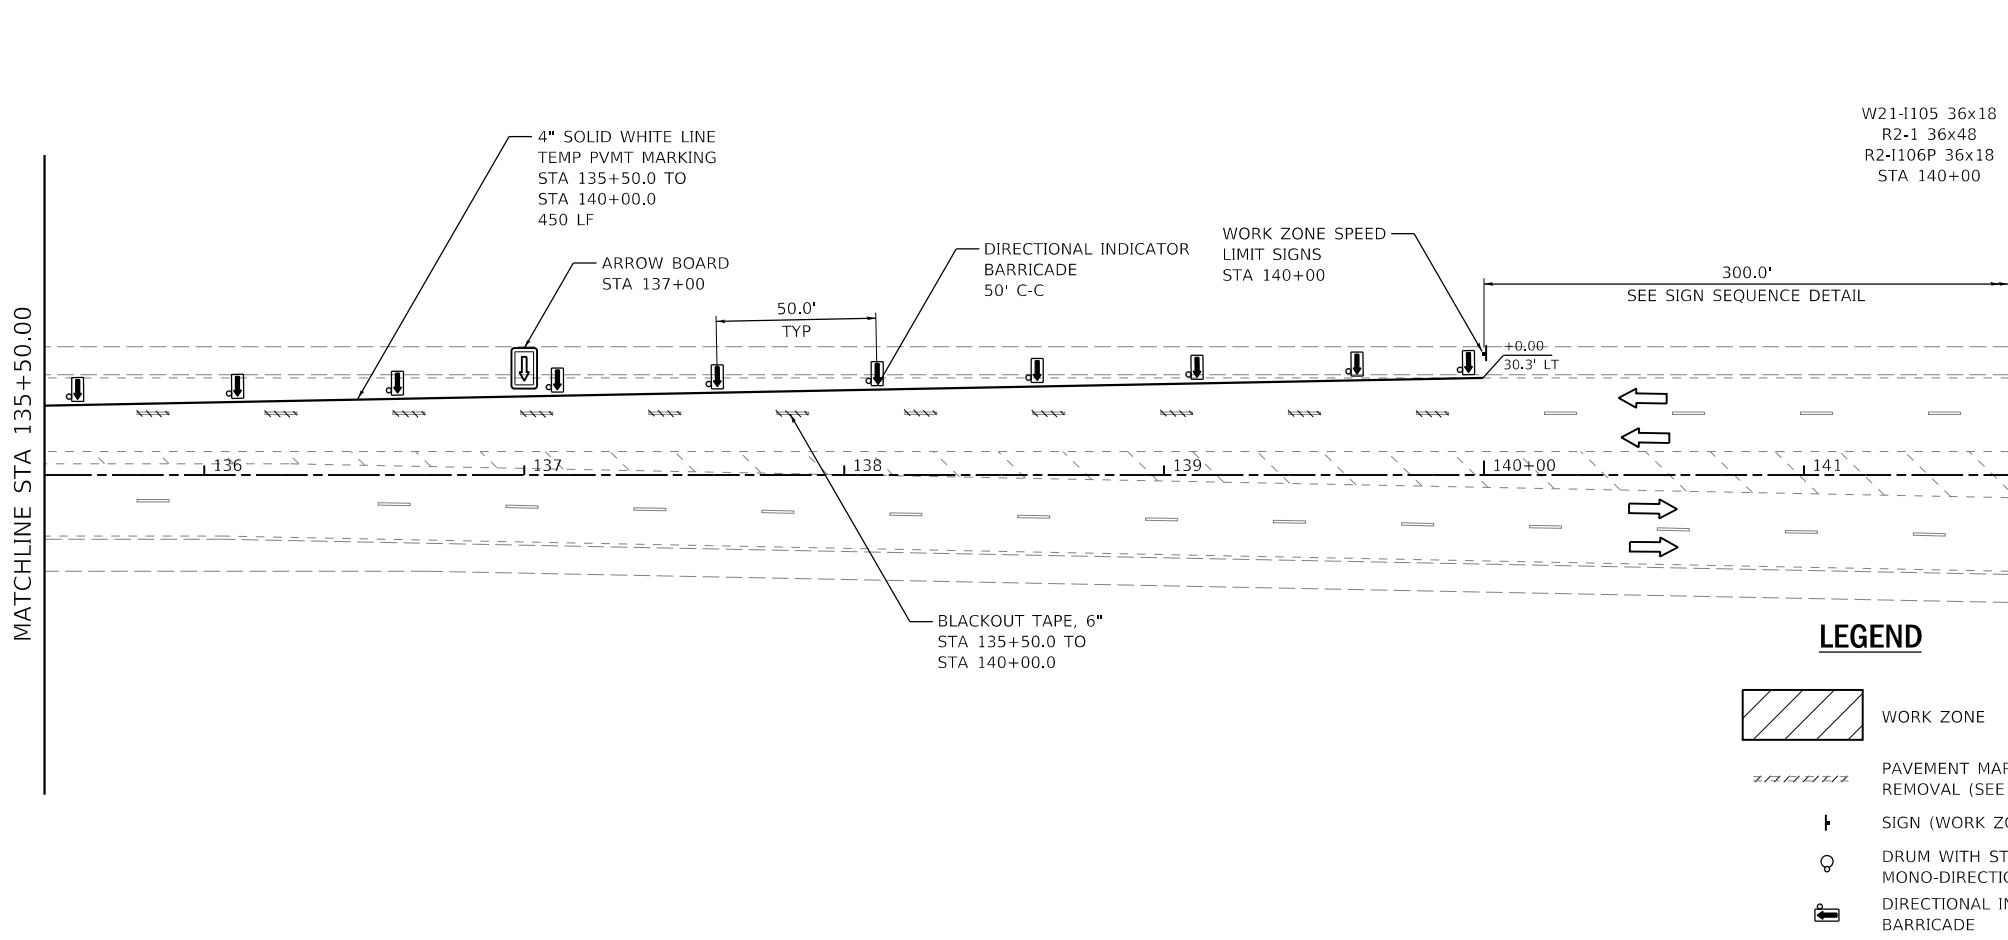 W21-I105 36x18
R2-1 36x48
R2-I106P 36x18
STA 140+00
4" SOLID WHITE LINE
TEMP PVMT MARKING
STA 135+50.0 TO
STA 140+00.0
450 LF
ARROW BOARD
STA 137+00
DIRECTIONAL INDICATOR
BARRICADE
50' C-C
WORK ZONE SPEED
LIMIT SIGNS
STA 140+00
300.0'
SEE SIGN SEQUENCE DETAIL
50.0'
TYP
+0.00
30.3' LT
MATCHLINE STA 135+50.00
136
137
138
139
140+00
141
BLACKOUT TAPE, 6"
STA 135+50.0 TO
STA 140+00.0
LEGEND
WORK ZONE
PAVEMENT MAR
REMOVAL (SEE
SIGN (WORK ZO
DRUM WITH ST
MONO-DIRECTIO
DIRECTIONAL IN
BARRICADE